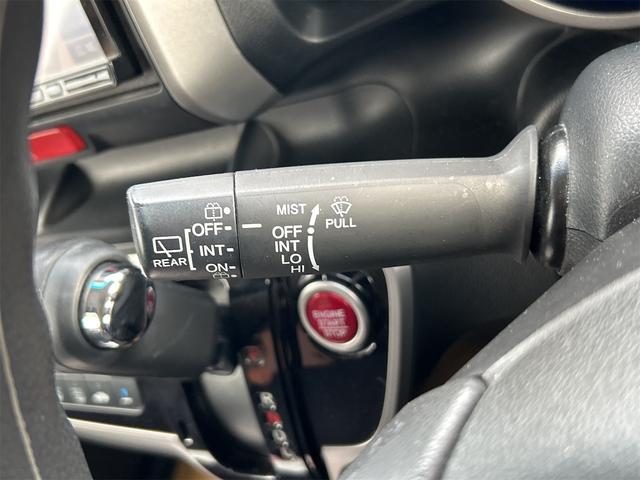 MIST
PULL
OFF
INT
LO
HI
OFF
INT
ON
REAR
ENGINE
START
STOP
R